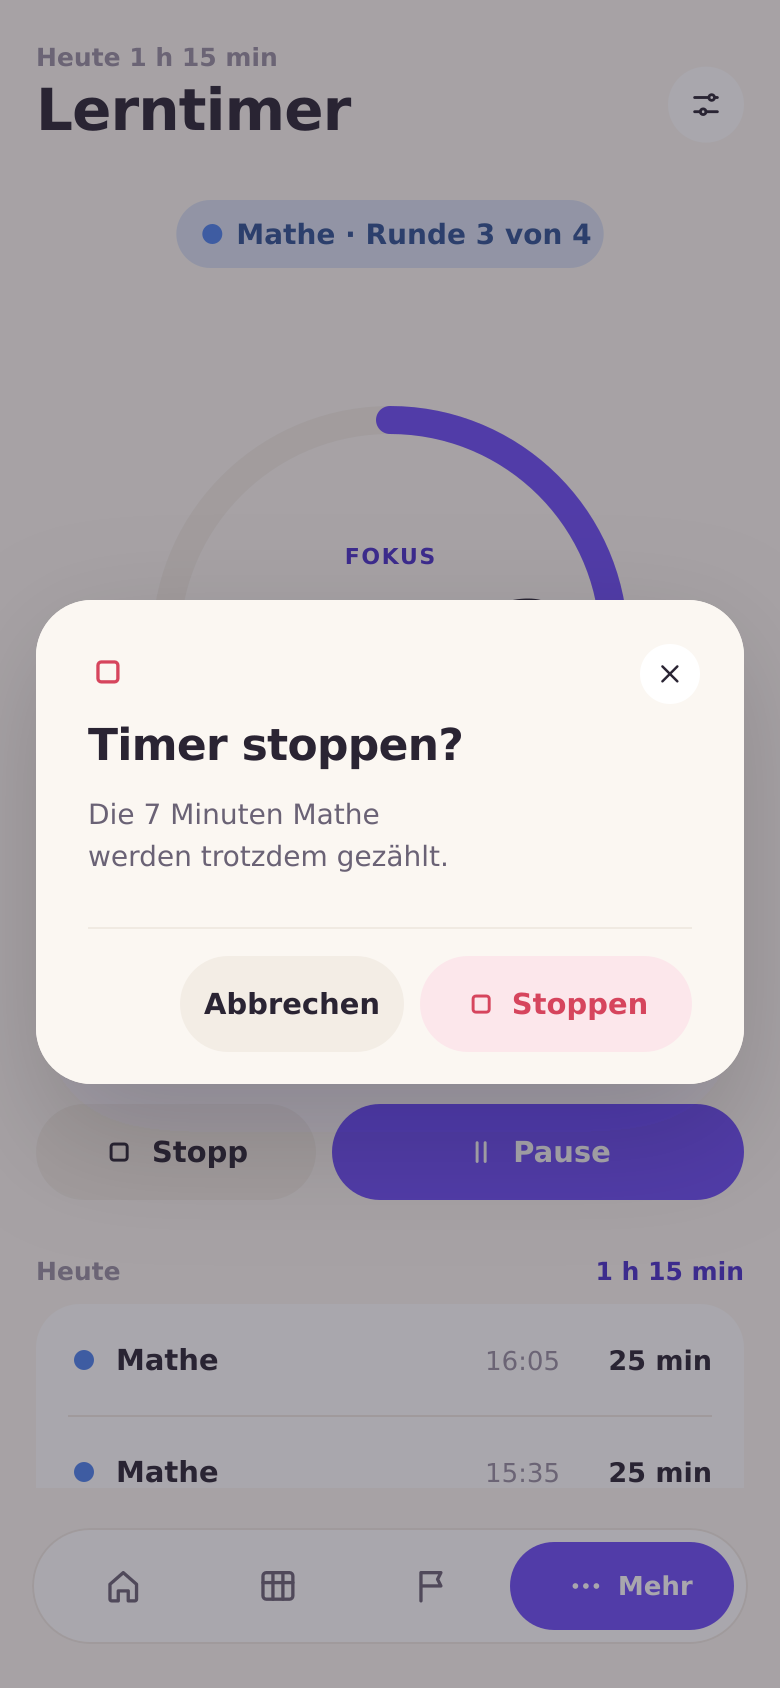 Heute 1 h 15 min
Lerntimer
Mathe · Runde 3 von 4
FOKUS
Timer stoppen?
Die 7 Minuten Mathe
werden trotzdem gezählt.
Abbrechen
Stoppen
Stopp
Pause
Heute 1 h 15 min
Mathe 16:05 25 min
Mathe 15:35 25 min
Mehr